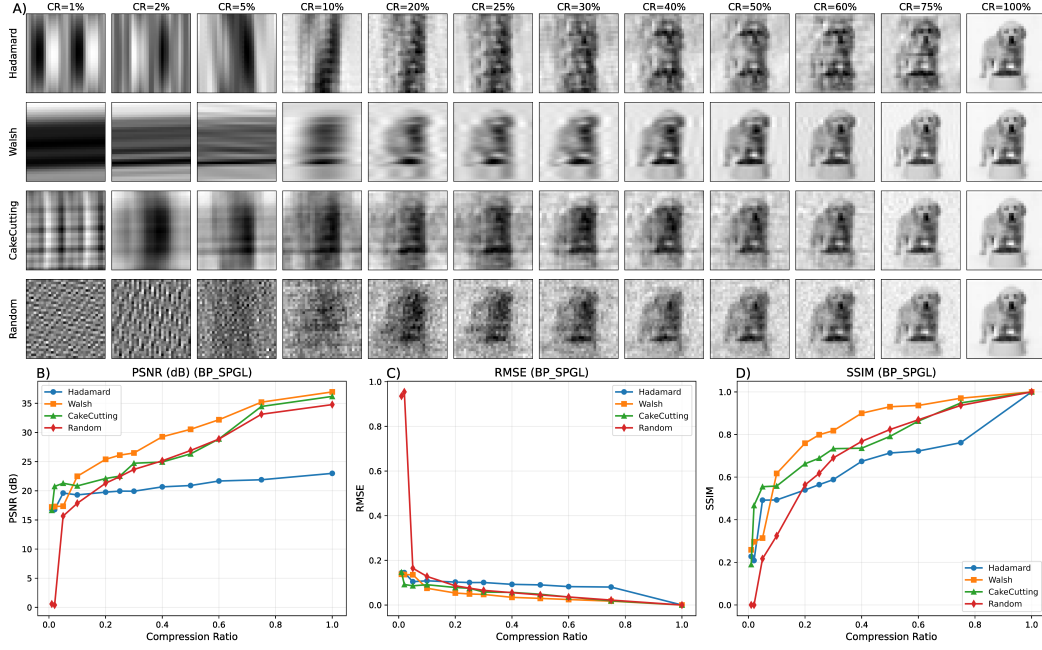 A)
CR=1% CR=2% CR=5% CR=10% CR=20% CR=25% CR=30% CR=40% CR=50% CR=60% CR=75% CR=100%
Hadamard
Walsh
CakeCutting
Random
B) PSNR (dB) (BP_SPGL)
Hadamard
Walsh
CakeCutting
Random
PSNR (dB)
35
30
25
20
15
10
5
0
0.0 0.2 0.4 0.6 0.8 1.0
Compression Ratio
C) RMSE (BP_SPGL)
Hadamard
Walsh
CakeCutting
Random
RMSE
1.0
0.8
0.6
0.4
0.2
0.0
0.0 0.2 0.4 0.6 0.8 1.0
Compression Ratio
D) SSIM (BP_SPGL)
SSIM
1.0
0.8
0.6
0.4
0.2
0.0
Hadamard
Walsh
CakeCutting
Random
0.0 0.2 0.4 0.6 0.8 1.0
Compression Ratio